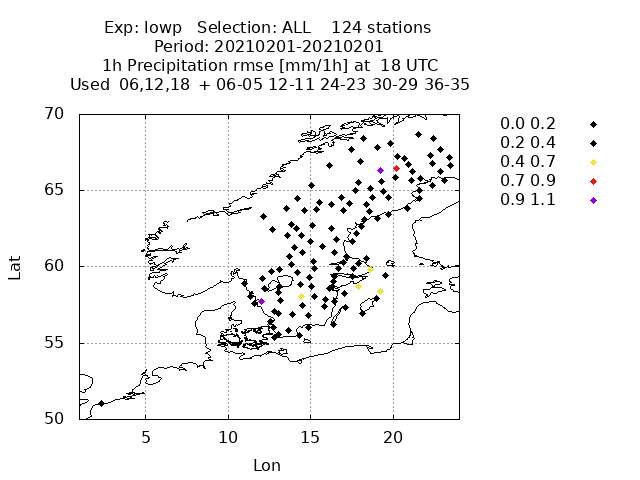 Exp: lowp   Selection: ALL    124 stations
Period: 20210201-20210201
1h Precipitation rmse [mm/1h] at  18 UTC
Used  06,12,18  + 06-05 12-11 24-23 30-29 36-35
70
65
60
55
50
Lat
5 10 15 20
Lon
0.0 0.2
0.2 0.4
0.4 0.7
0.7 0.9
0.9 1.1